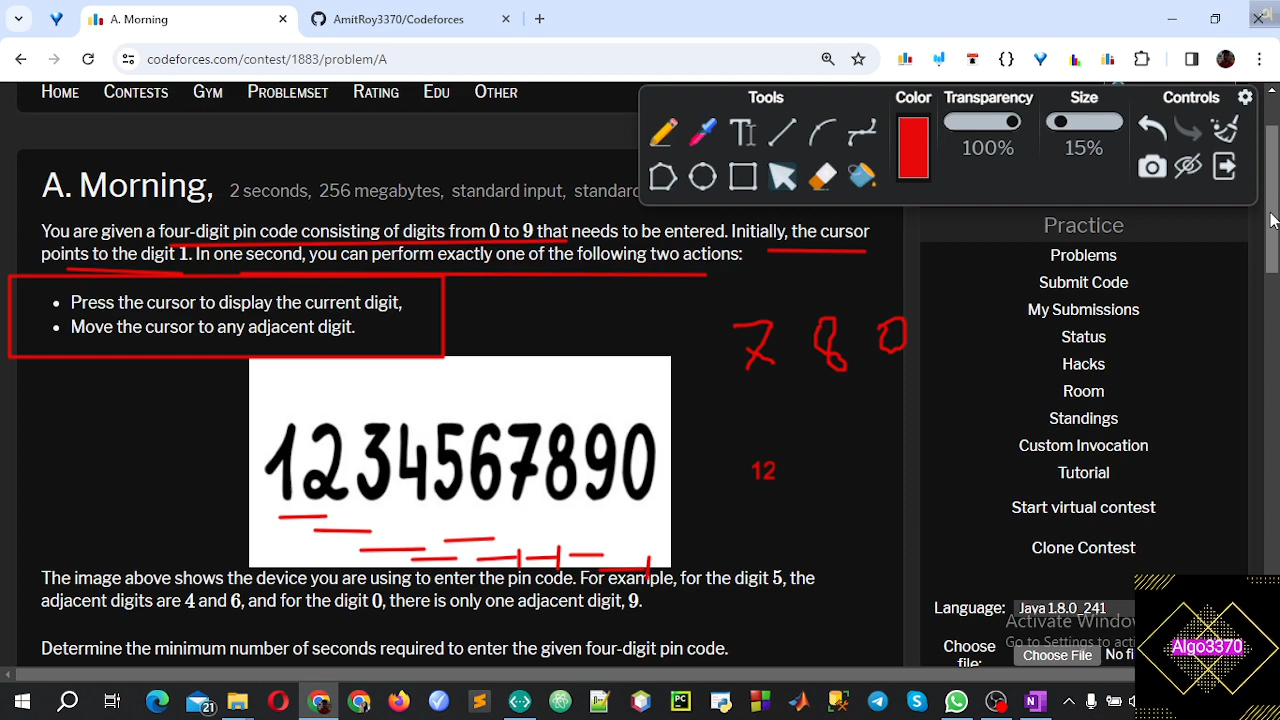 A. Morning
AmitRoy3370/Codeforces
codeforces.com/contest/1883/problem/A
HOME CONTESTS GYM PROBLEMSET RATING EDU OTHER
Tools Color Transparency Size Controls
100% 15%
A. Morning, 2 seconds, 256 megabytes, standard input, standard
You are given a four-digit pin code consisting of digits from 0 to 9 that needs to be entered. Initially, the cursor
points to the digit 1. In one second, you can perform exactly one of the following two actions:
• Press the cursor to display the current digit,
• Move the cursor to any adjacent digit.
7 8 0
1234567890
12
The image above shows the device you are using to enter the pin code. For example, for the digit 5, the
adjacent digits are 4 and 6, and for the digit 0, there is only one adjacent digit, 9.
Determine the minimum number of seconds required to enter the given four-digit pin code.
Practice
Problems
Submit Code
My Submissions
Status
Hacks
Room
Standings
Custom Invocation
Tutorial
Start virtual contest
Clone Contest
Language: Java 1.8.0_241
Activate Window
Go to Settings to acti
Choose
file: Choose File No fi
Algo3370
21
PC